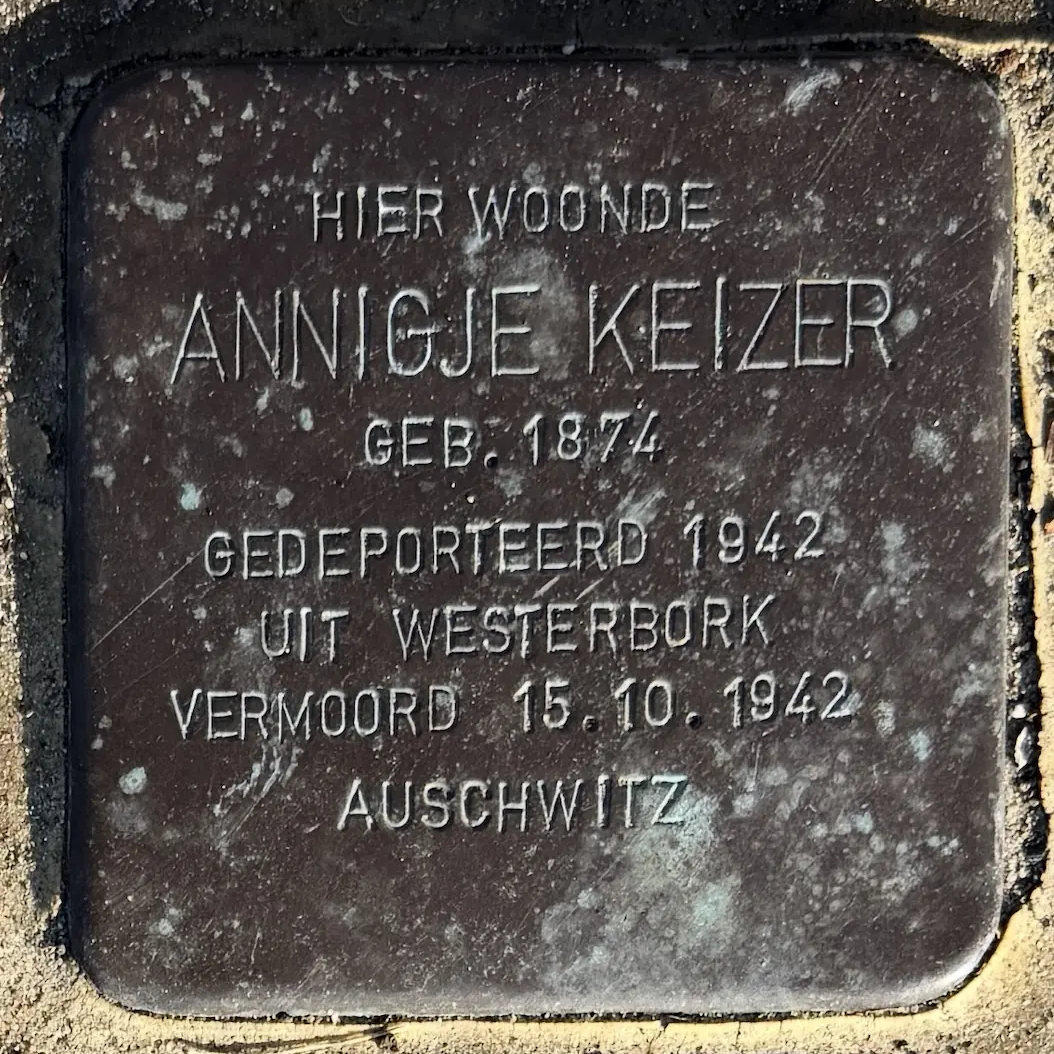 HIER WOONDE
ANNIGJE KEIZER
GEB. 1874
GEDEPORTEERD 1942
UIT WESTERBORK
VERMOORD 15.10.1942
AUSCHWITZ